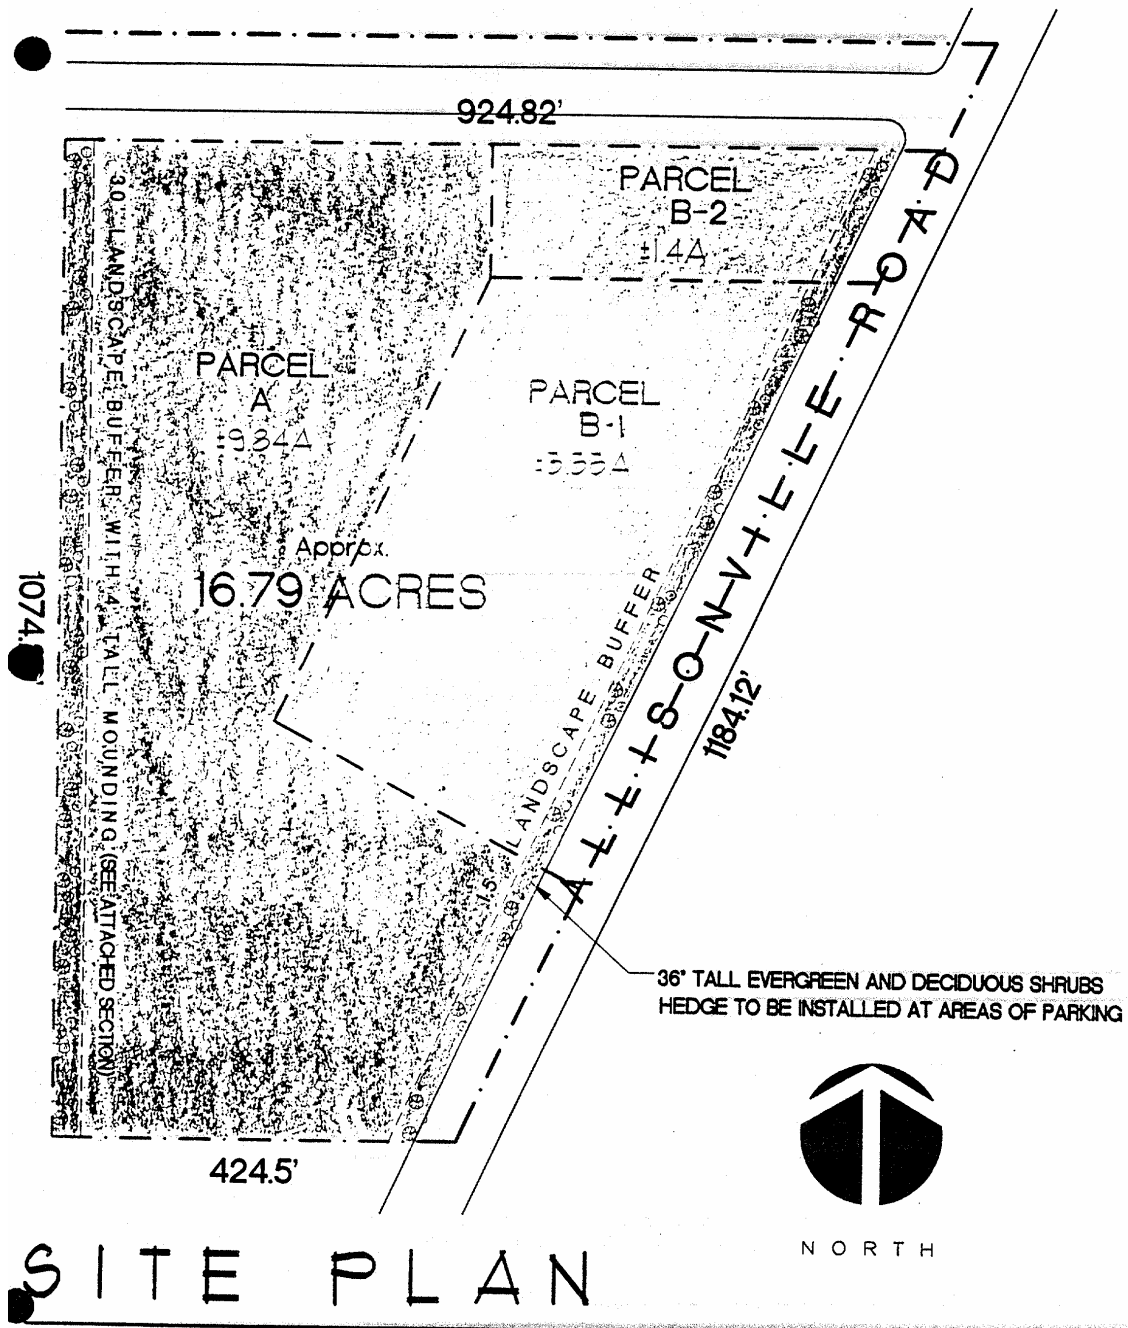 924.82'
PARCEL
B-2
±1.4A
PARCEL
A
±9.84A
PARCEL
B-1
Approx.
16.79 ACRES
LANDSCAPE BUFFER WITH 4' TALL MOUNDING (SEE ATTACHED SECTION)
15' LANDSCAPE BUFFER
ALLISONVILLE ROAD
1184.12'
36" TALL EVERGREEN AND DECIDUOUS SHRUBS
HEDGE TO BE INSTALLED AT AREAS OF PARKING
424.5'
NORTH
SITE PLAN